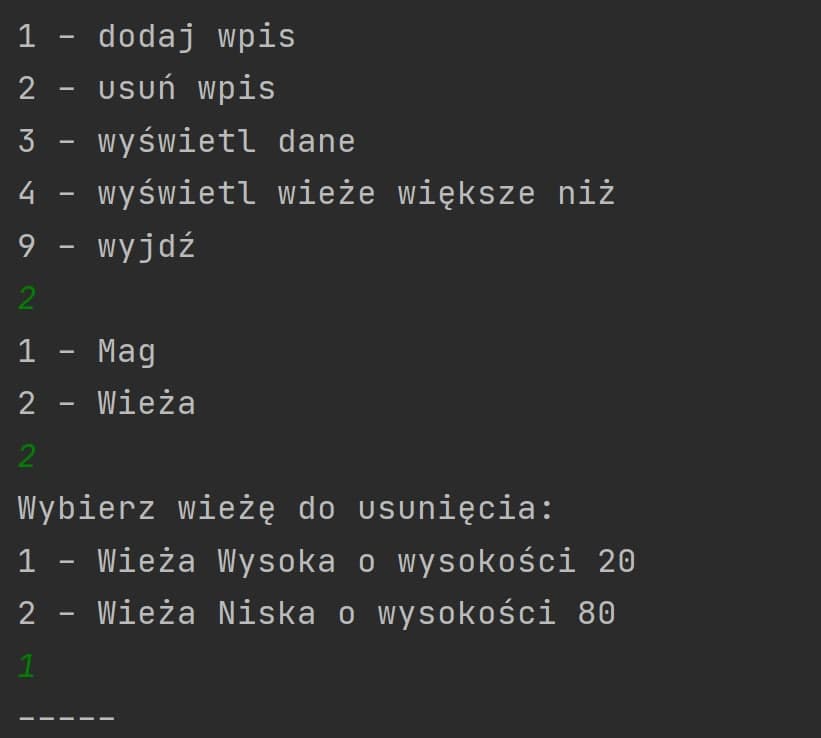 1 – dodaj wpis
2 – usuń wpis
3 – wyświetl dane
4 – wyświetl wieże większe niż
9 – wyjdź
2
1 – Mag
2 – Wieża
2
Wybierz wieżę do usunięcia:
1 – Wieża Wysoka o wysokości 20
2 – Wieża Niska o wysokości 80
1
-----